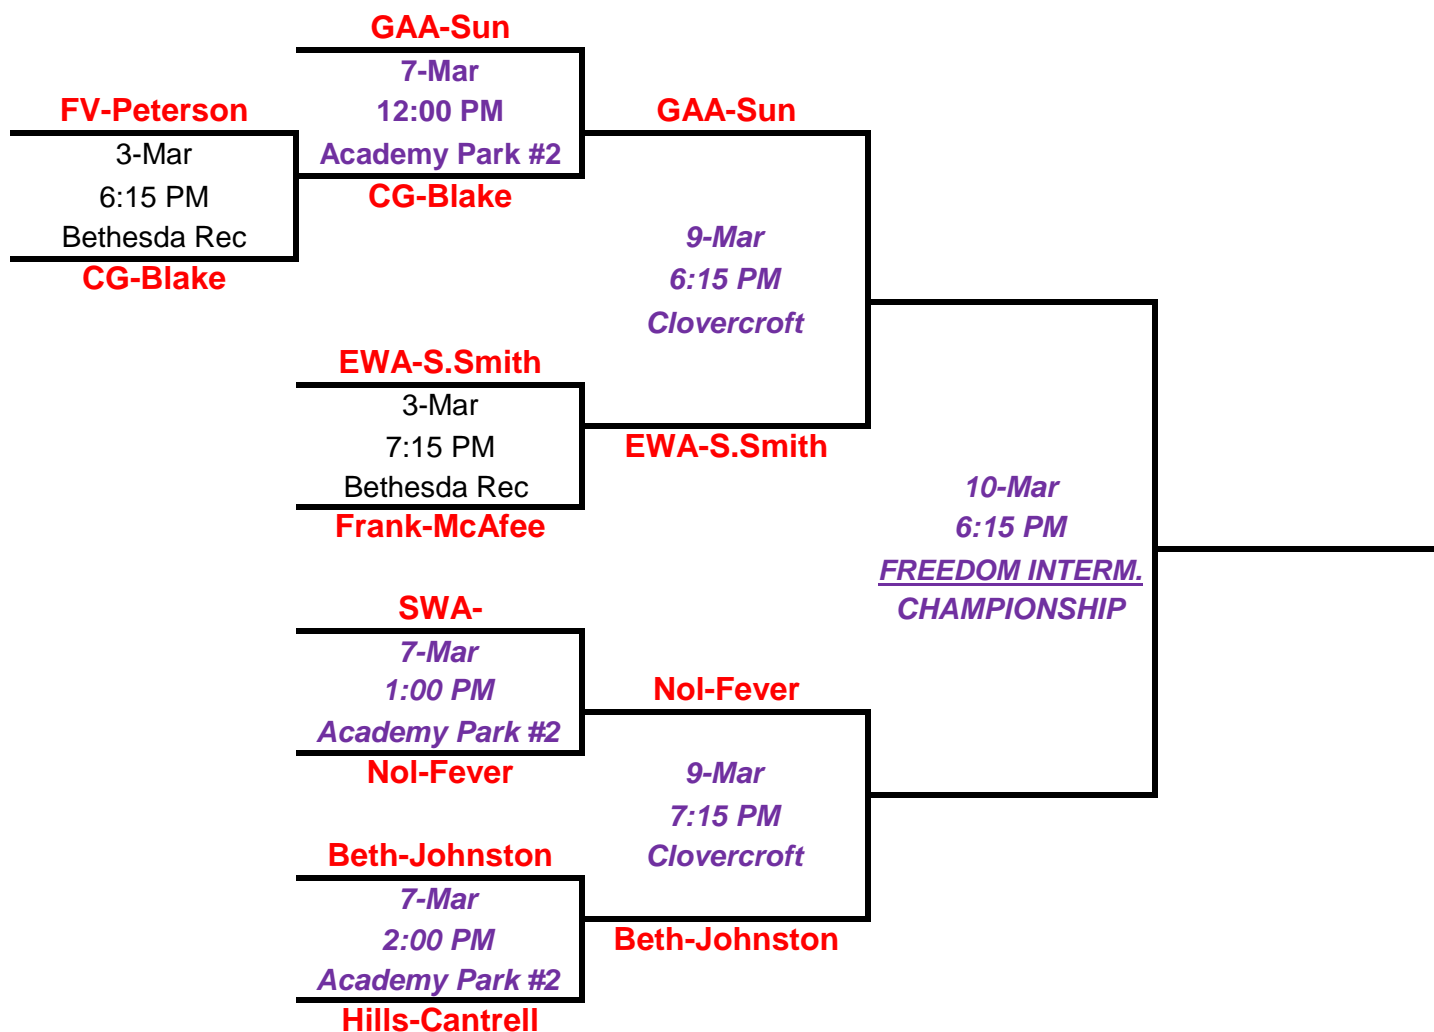 GAA-Sun
7-Mar
12:00 PM
Academy Park #2
CG-Blake
FV-Peterson
3-Mar
6:15 PM
Bethesda Rec
CG-Blake
GAA-Sun
9-Mar
6:15 PM
Clovercroft
EWA-S.Smith
EWA-S.Smith
3-Mar
7:15 PM
Bethesda Rec
Frank-McAfee
10-Mar
6:15 PM
FREEDOM INTERM.
CHAMPIONSHIP
SWA-
7-Mar
1:00 PM
Academy Park #2
Nol-Fever
Nol-Fever
9-Mar
7:15 PM
Clovercroft
Beth-Johnston
Beth-Johnston
7-Mar
2:00 PM
Academy Park #2
Hills-Cantrell